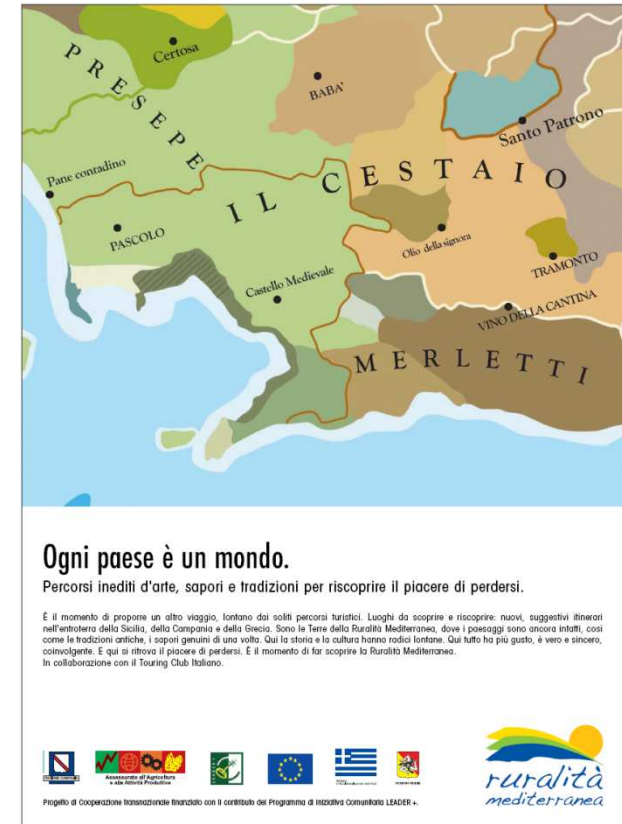 Certosa
PRESEPE
BABA'
Santo Patrono
Pane contadino
IL CESTAIO
PASCOLO
Olio della signora
TRAMONTO
Castello Medievale
VINO DELLA CANTINA
MERLETTI
Ogni paese è un mondo.
Percorsi inediti d'arte, sapori e tradizioni per riscoprire il piacere di perdersi.
È il momento di proporre un altro viaggio, lontano dai soliti percorsi turistici. Luoghi da scoprire e riscoprire: nuovi, suggestivi itinerari
nell'entroterra della Sicilia, della Campania e della Grecia. Sono le Terre della Ruralità Mediterranea, dove i paesaggi sono ancora intatti, così
come le tradizioni antiche, i sapori genuini di una volta. Qui la storia e la cultura hanno radici lontane. Qui tutto ha più gusto, è vero e sincero,
coinvolgente. E qui si ritrova il piacere di perdersi. È il momento di far scoprire la Ruralità Mediterranea.
In collaborazione con il Touring Club Italiano.
Assessorato all'Agricoltura
e alle Attività Produttive
ruralità
mediterranea
Progetto di Cooperazione transnazionale finanziato con il contributo del Programma di Iniziativa Comunitaria LEADER +.